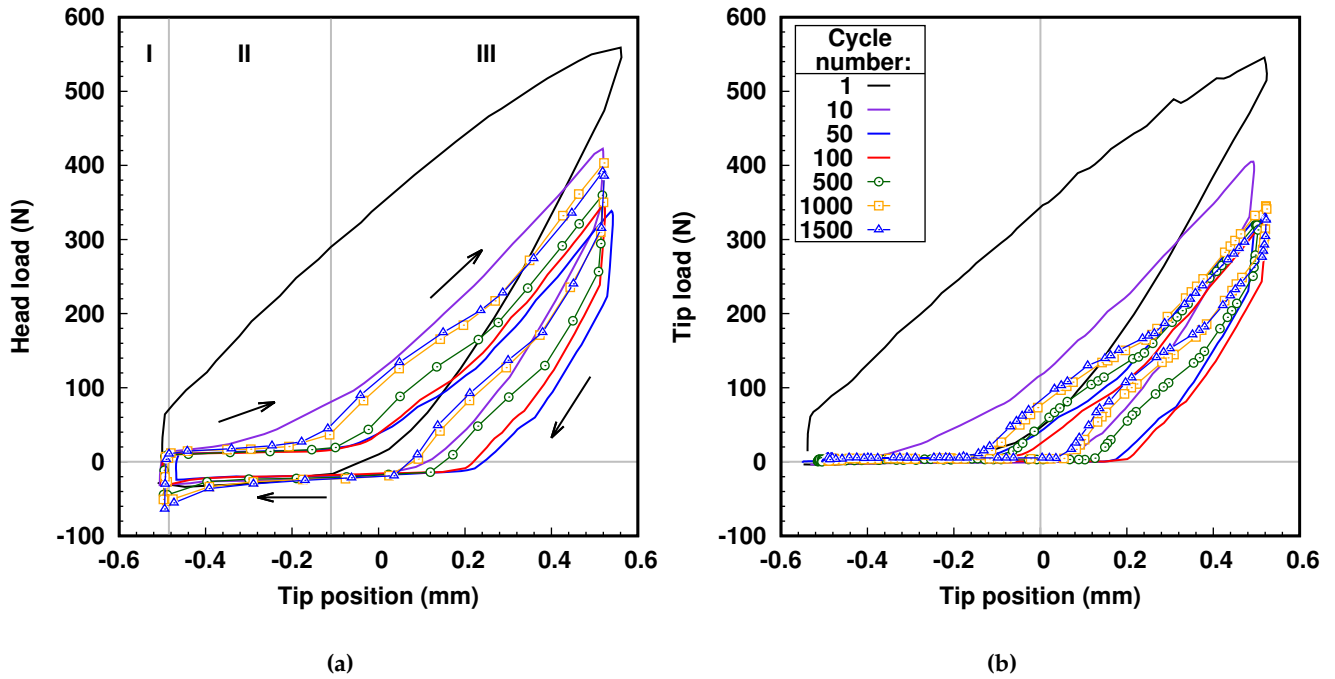 I II III
Head load (N)
600
500
400
300
200
100
0
-100
-0.6 -0.4 -0.2 0 0.2 0.4 0.6
Tip position (mm)
(a)
Cycle
number:
1
10
50
100
500
1000
1500
Tip load (N)
600
500
400
300
200
100
0
-100
-0.6 -0.4 -0.2 0 0.2 0.4 0.6
Tip position (mm)
(b)